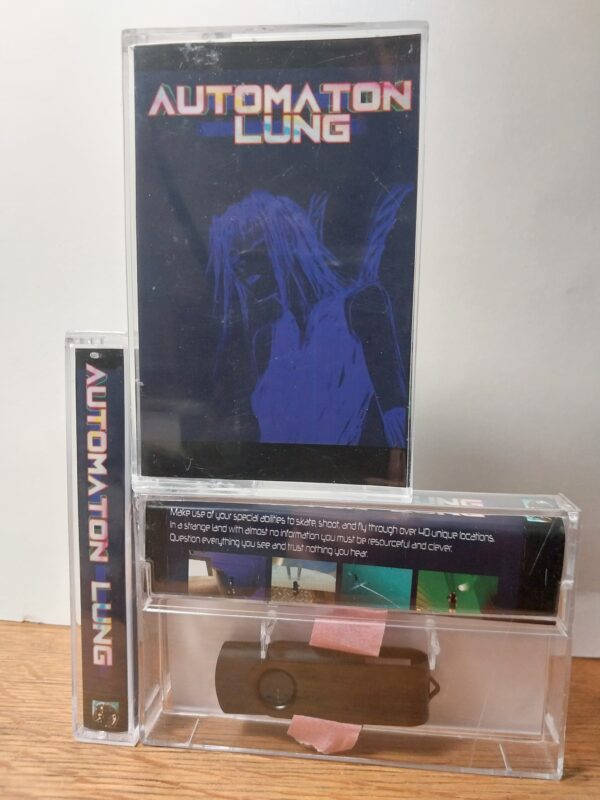 AUTOMATON
LUNG
AUTOMATON LUNG
LUNG
Make use of your special abilities to skate, shoot, and fly through over 40 unique locations.
In a strange land with almost no information you must be resourceful and clever.
Question everything you see and trust nothing you hear.